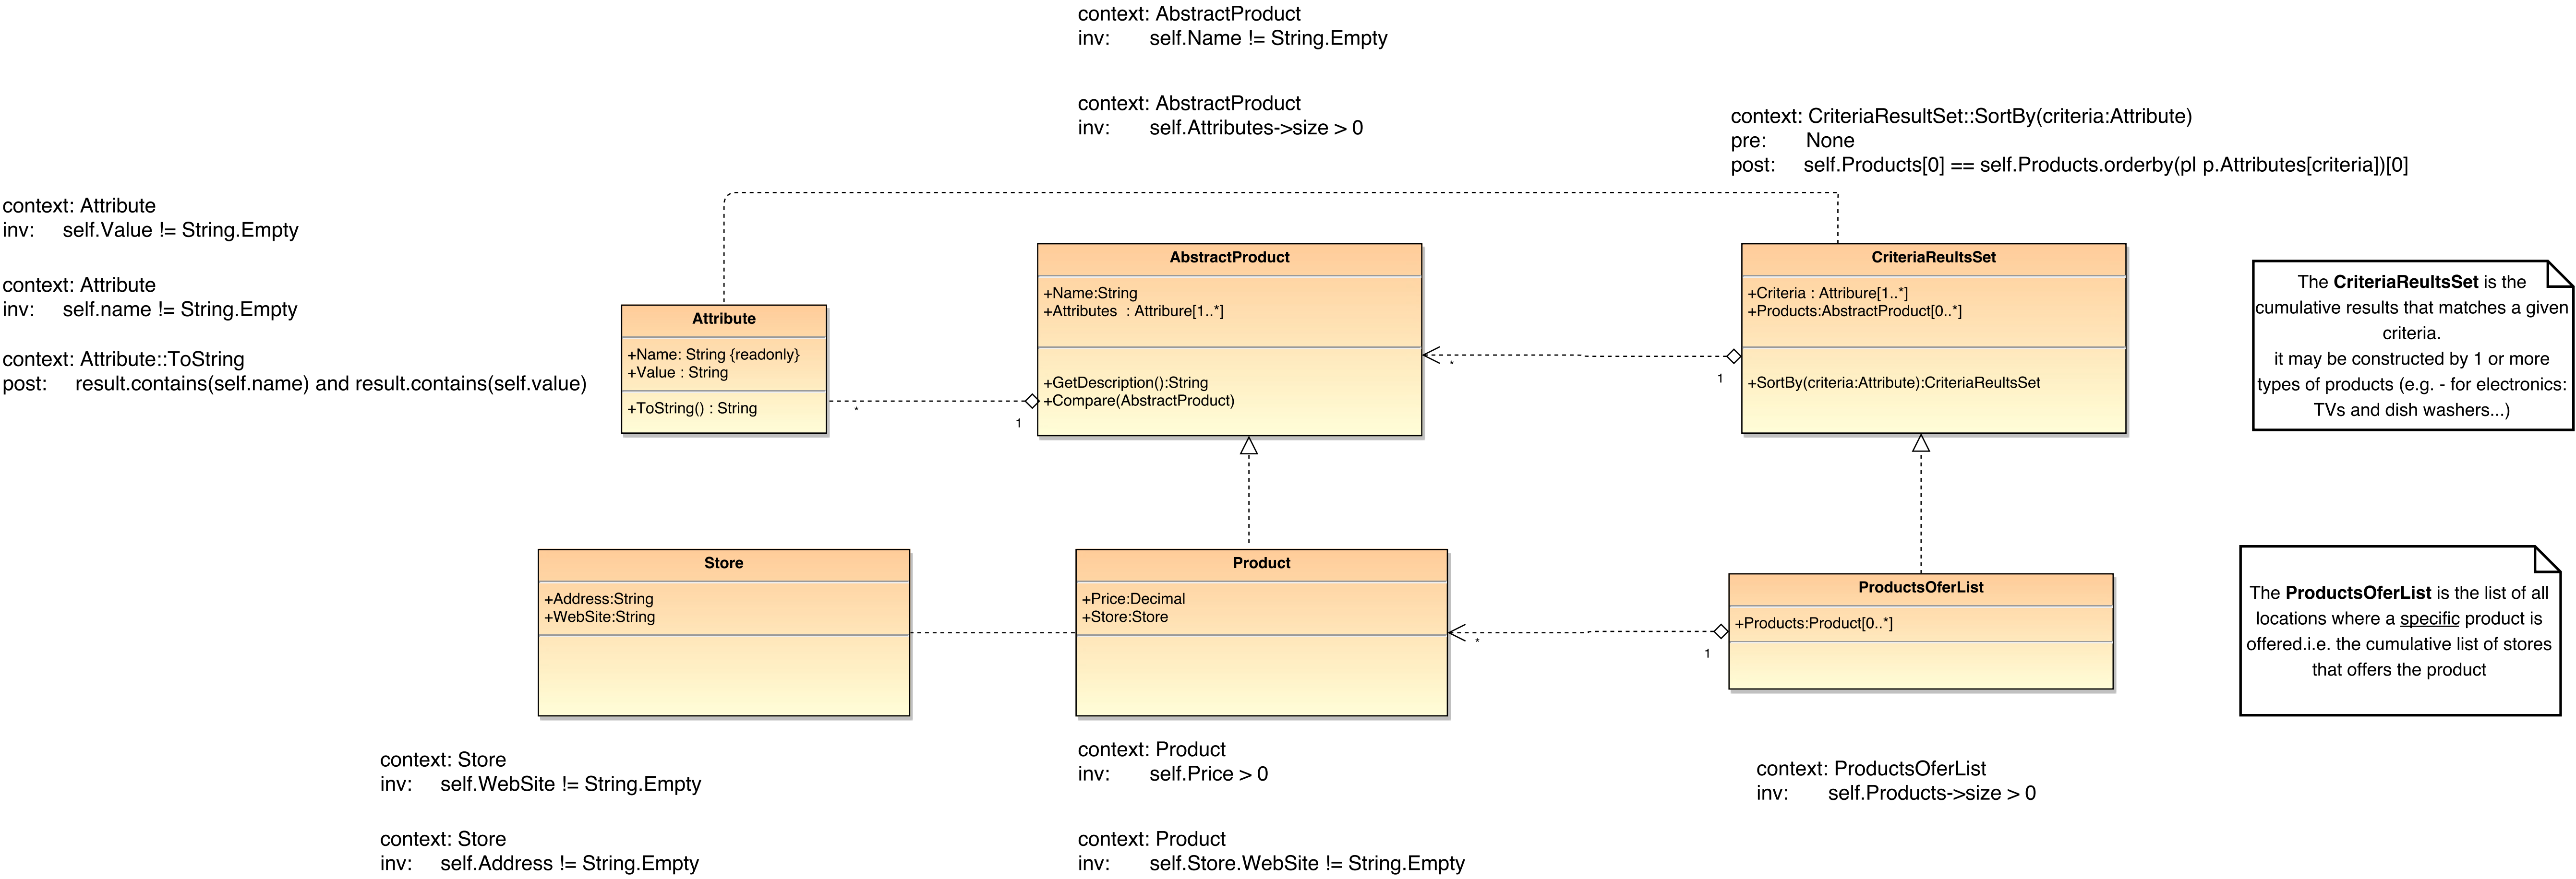 context: AbstractProduct
inv: self.Name != String.Empty
context: AbstractProduct
inv: self.Attributes->size > 0
context: CriteriaResultSet::SortBy(criteria:Attribute)
pre: None
post: self.Products[0] == self.Products.orderby(p| p.Attributes[criteria])[0]
context: Attribute
inv: self.Value != String.Empty
context: Attribute
inv: self.name != String.Empty
context: Attribute::ToString
post: result.contains(self.name) and result.contains(self.value)
Attribute
+Name: String {readonly}
+Value : String
+ToString() : String
*
1
AbstractProduct
+Name:String
+Attributes : Attribure[1..*]
+GetDescription():String
+Compare(AbstractProduct)
*
1
CriteriaReultsSet
+Criteria : Attribure[1..*]
+Products:AbstractProduct[0..*]
+SortBy(criteria:Attribute):CriteriaReultsSet
The CriteriaReultsSet is the
cumulative results that matches a given
criteria.
it may be constructed by 1 or more
types of products (e.g. - for electronics:
TVs and dish washers...)
Store
+Address:String
+WebSite:String
Product
+Price:Decimal
+Store:Store
*
1
ProductsOferList
+Products:Product[0..*]
The ProductsOferList is the list of all
locations where a specific product is
offered.i.e. the cumulative list of stores
that offers the product
context: Store
inv: self.WebSite != String.Empty
context: Store
inv: self.Address != String.Empty
context: Product
inv: self.Price > 0
context: Product
inv: self.Store.WebSite != String.Empty
context: ProductsOferList
inv: self.Products->size > 0